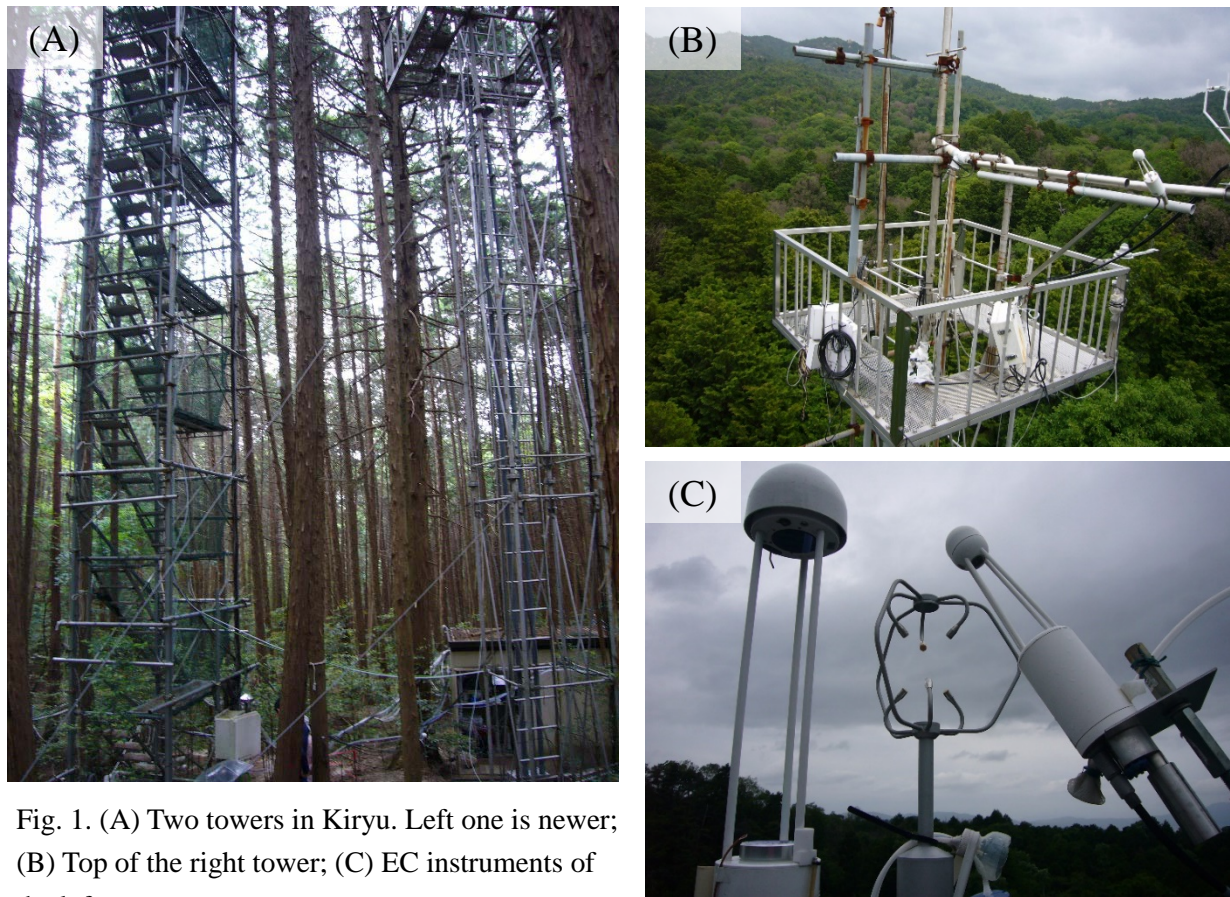 (A)
(B)
(C)
Fig. 1. (A) Two towers in Kiryu. Left one is newer;
(B) Top of the right tower; (C) EC instruments of